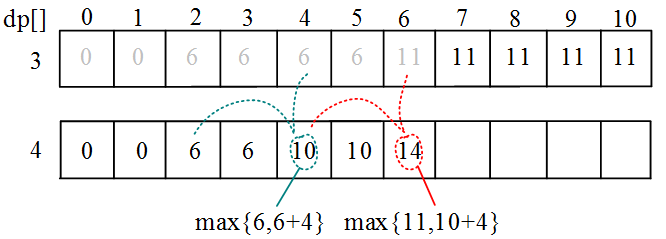 dp[] 0 1 2 3 4 5 6 7 8 9 10
3 0 0 6 6 6 6 11 11 11 11 11
4 0 0 6 6 10 10 14
max{6,6+4} max{11,10+4}